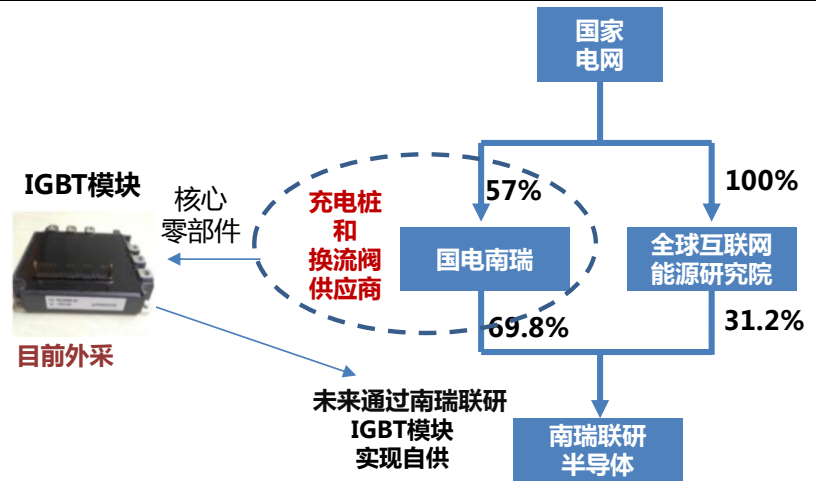 国家
电网
57%
100%
IGBT模块
核心
零部件
充电桩
和
换流阀
供应商
国电南瑞
全球互联网
能源研究院
目前外采
69.8%
31.2%
未来通过南瑞联研
IGBT模块
实现自供
南瑞联研
半导体